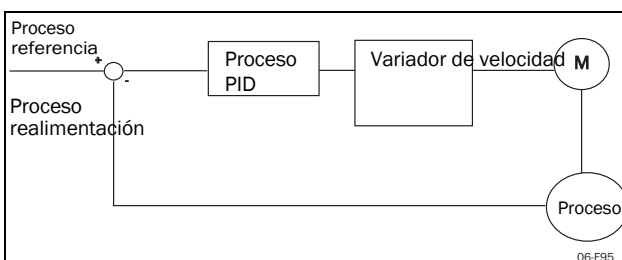 Proceso
referencia
+
-
Proceso
PID
Variador de velocidad
M
Proceso
realimentación
Proceso
06-F95